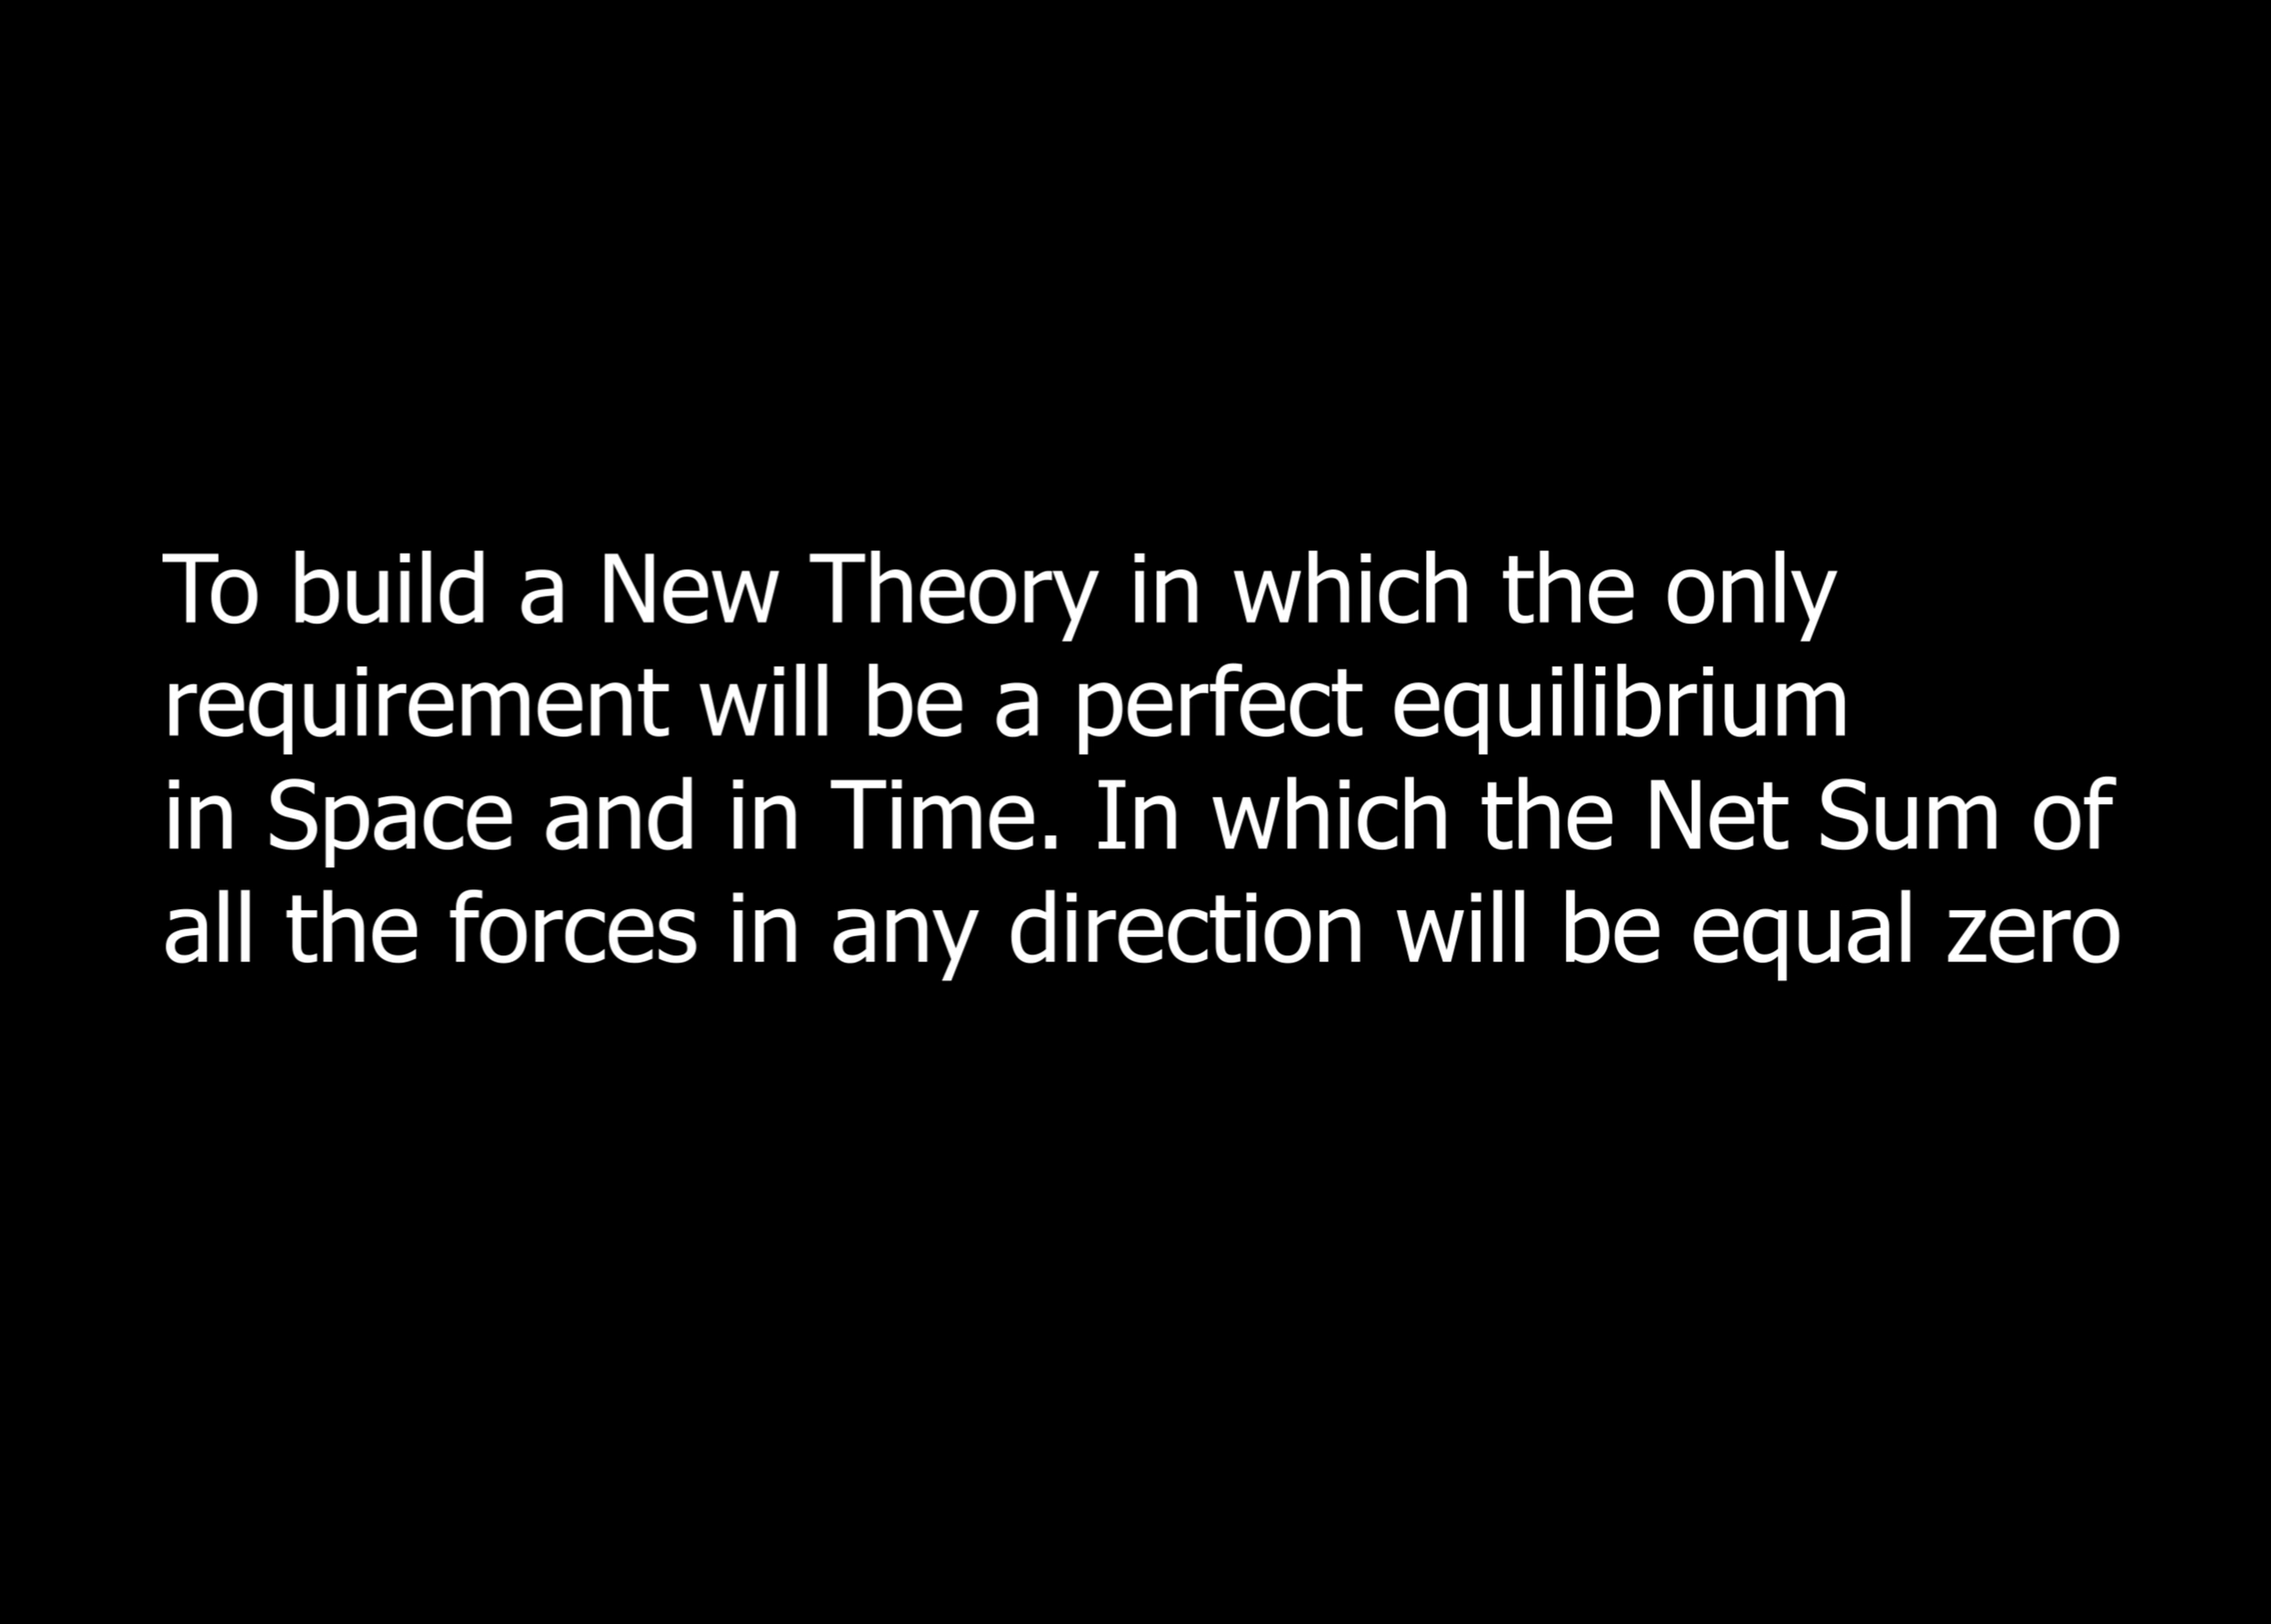 To build a New Theory in which the only
requirement will be a perfect equilibrium
in Space and in Time. In which the Net Sum of
all the forces in any direction will be equal zero